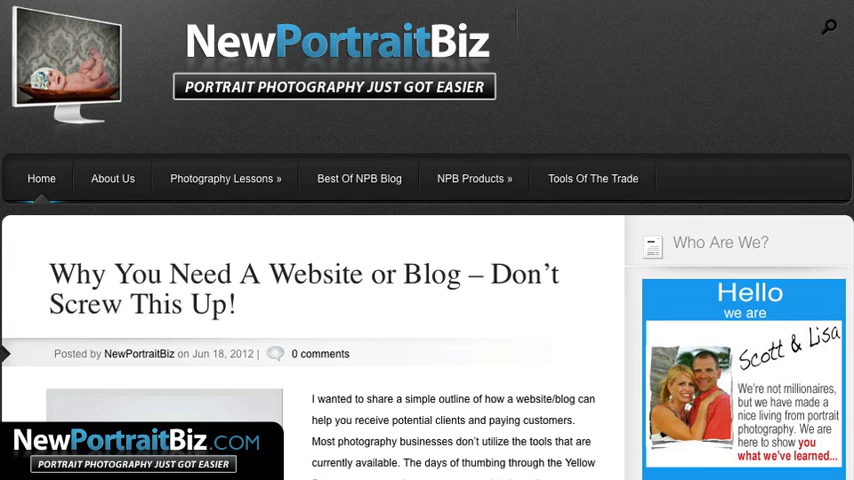 NewPortraitBiz
PORTRAIT PHOTOGRAPHY JUST GOT EASIER
Home
About Us
Photography Lessons »
Best Of NPB Blog
NPB Products »
Tools Of The Trade
Why You Need A Website or Blog – Don't
Screw This Up!
Posted by NewPortraitBiz on Jun 18, 2012 |
0 comments
I wanted to share a simple outline of how a website/blog can
help you receive potential clients and paying customers.
Most photography businesses don't utilize the tools that are
currently available. The days of thumbing through the Yellow
NewPortraitBiz.COM
PORTRAIT PHOTOGRAPHY JUST GOT EASIER
Who Are We?
Hello
we are
Scott & Lisa
We're not millionaires,
but we have made a
nice living from portrait
photography. We are
here to show you
what we've learned...